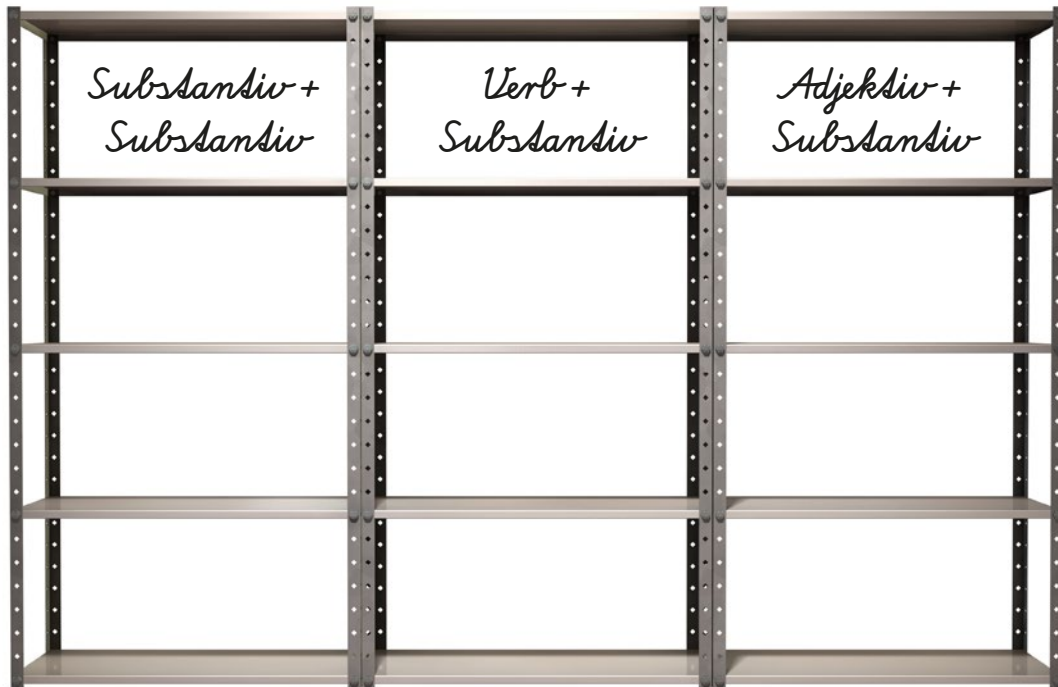 Substantiv +
Substantiv
Verb +
Substantiv
Adjektiv +
Substantiv